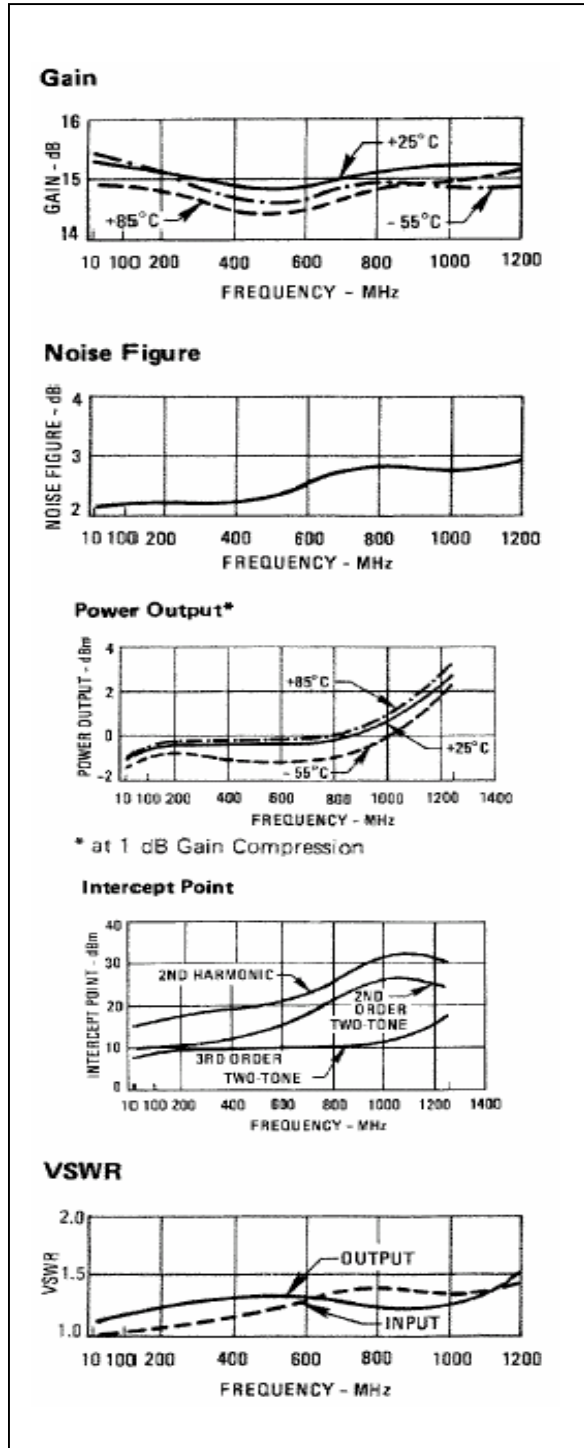 Gain
16
15
14
GAIN - dB
+25°C
+85°C
- 55°C
10 100 200 400 600 800 1000 1200
FREQUENCY - MHz
Noise Figure
4
3
2
NOISE FIGURE - dB
10 100 200 400 600 800 1000 1200
FREQUENCY - MHz
Power Output*
4
2
0
-2
POWER OUTPUT - dBm
+85°C
+25°C
- 55°C
10 100 200 400 600 800 1000 1200 1400
FREQUENCY - MHz
* at 1 dB Gain Compression
Intercept Point
40
30
20
10
0
INTERCEPT POINT - dBm
2ND HARMONIC
2ND
ORDER
TWO-TONE
3RD ORDER
TWO-TONE
10 100 200 400 600 800 1000 1200 1400
FREQUENCY - MHz
VSWR
2.0
1.5
1.0
VSWR
OUTPUT
INPUT
10 100 200 400 600 800 1000 1200
FREQUENCY - MHz